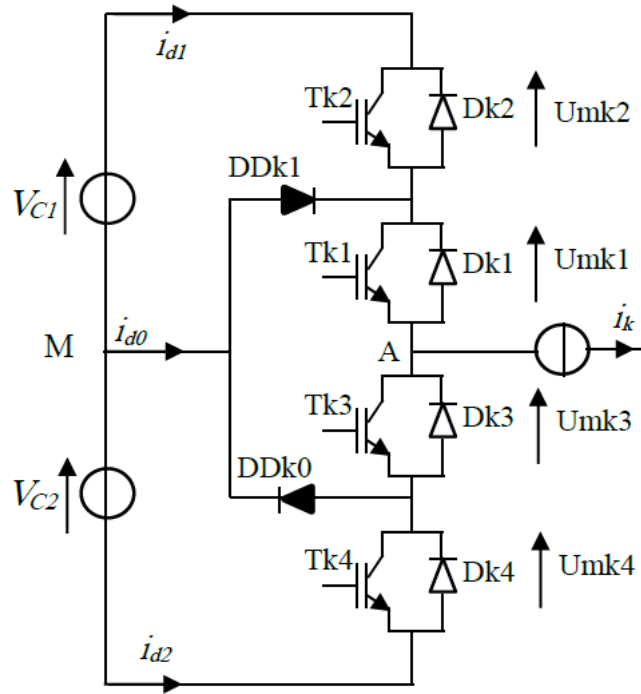 id1
Tk2
Dk2
Umk2
DDk1
VC1
Tk1
Dk1
Umk1
M
id0
A
ik
Tk3
Dk3
Umk3
DDk0
VC2
Tk4
Dk4
Umk4
id2